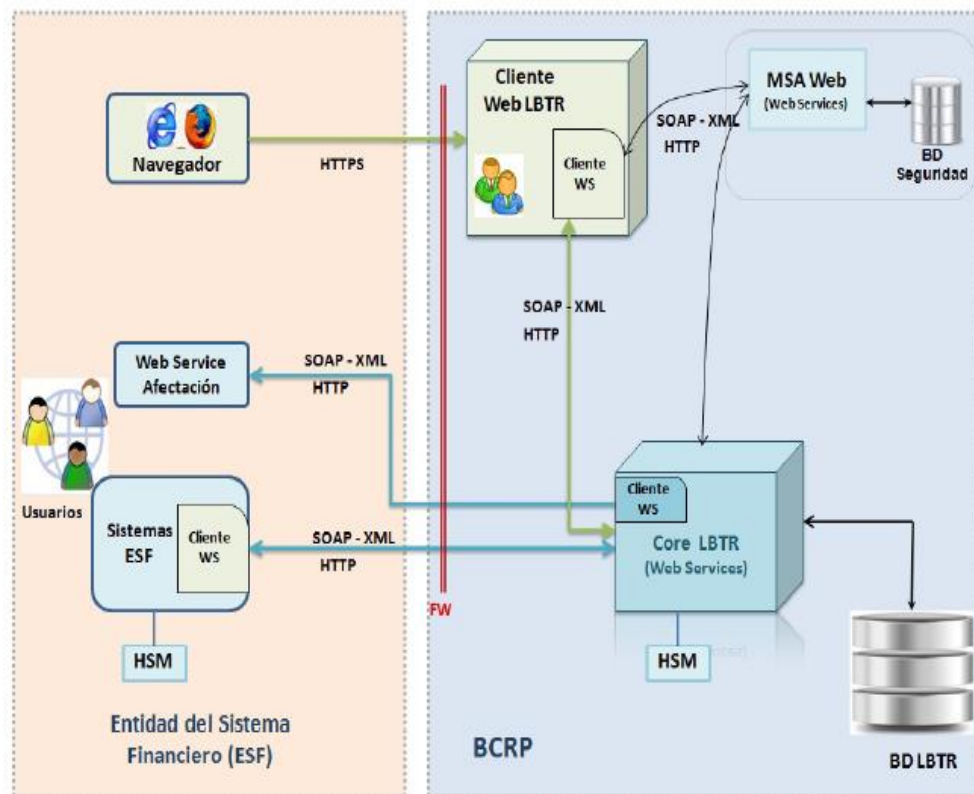 Navegador
HTTPS
Cliente
Web LBTR
Cliente
WS
SOAP - XML
HTTP
MSA Web
(Web Services)
BD
Seguridad
SOAP - XML
HTTP
Web Service
Afectación
SOAP - XML
HTTP
Usuarios
Sistemas
ESF
Cliente
WS
SOAP - XML
HTTP
Cliente
WS
Core LBTR
(Web Services)
FW
HSM
HSM
Entidad del Sistema
Financiero (ESF)
BCRP
BD LBTR